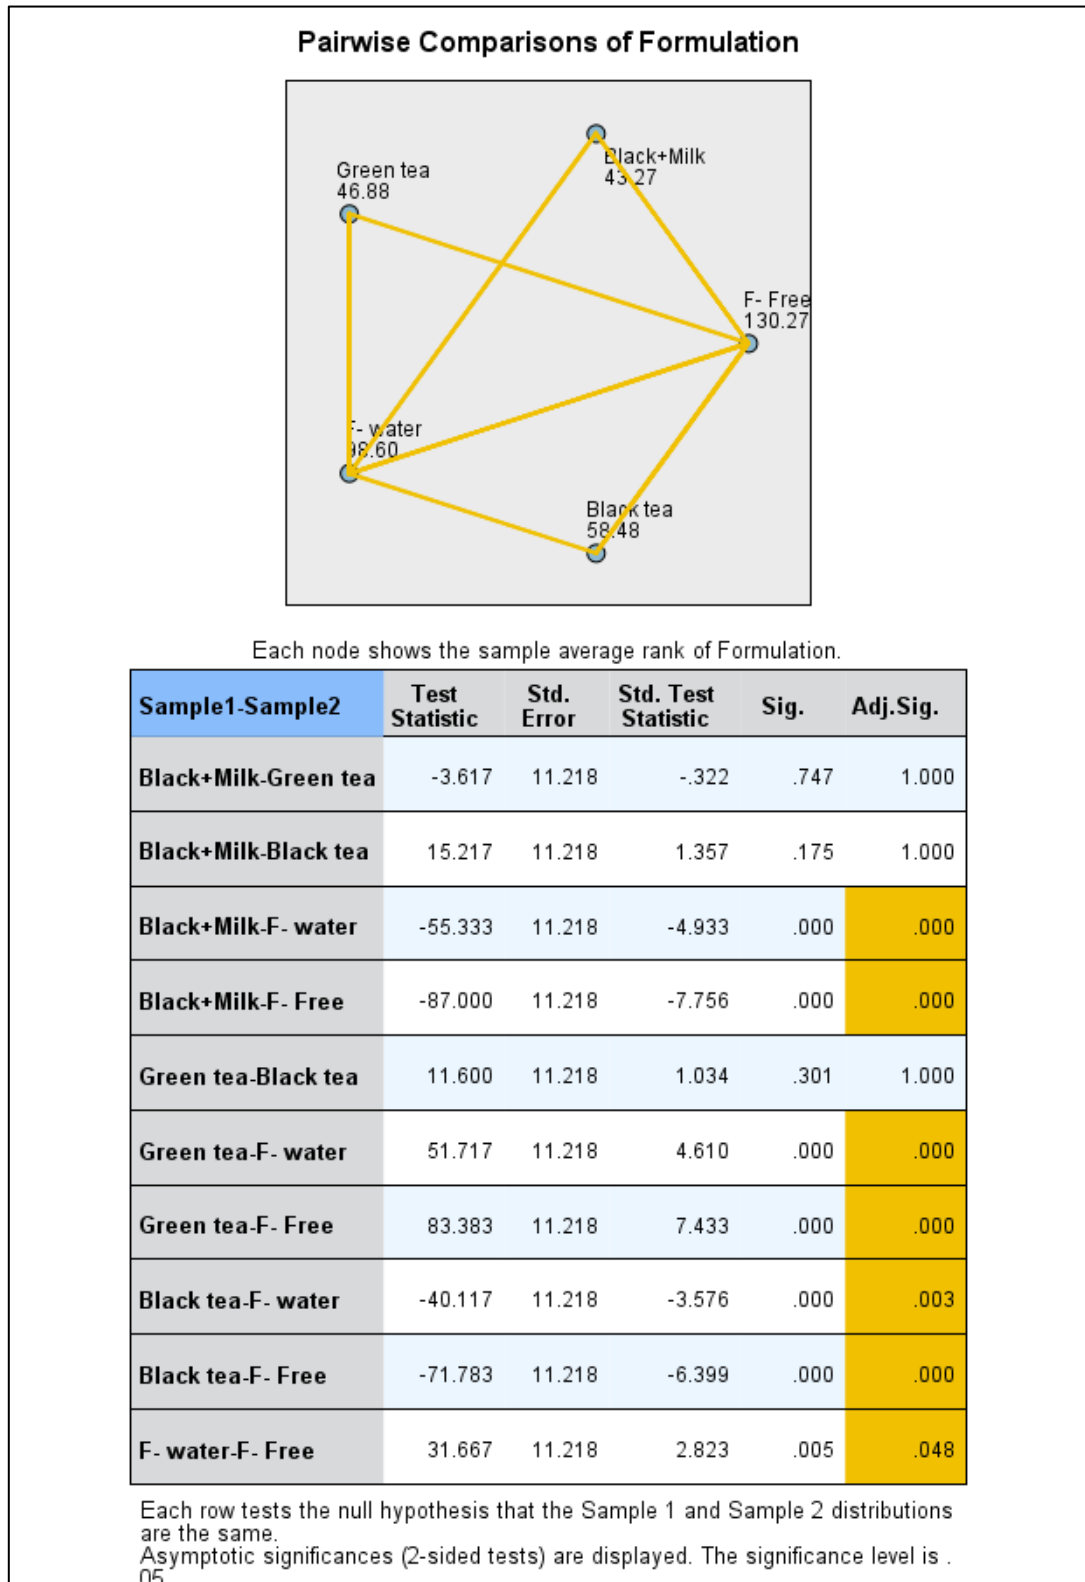 Pairwise Comparisons of Formulation
Black+Milk
43.27
Green tea
46.88
F- Free
130.27
F- water
98.60
Black tea
58.48
Each node shows the sample average rank of Formulation.
Sample1-Sample2 Test Statistic Std. Error Std. Test Statistic Sig. Adj.Sig.
Black+Milk-Green tea -3.617 11.218 -.322 .747 1.000
Black+Milk-Black tea 15.217 11.218 1.357 .175 1.000
Black+Milk-F- water -55.333 11.218 -4.933 .000 .000
Black+Milk-F- Free -87.000 11.218 -7.756 .000 .000
Green tea-Black tea 11.600 11.218 1.034 .301 1.000
Green tea-F- water 51.717 11.218 4.610 .000 .000
Green tea-F- Free 83.383 11.218 7.433 .000 .000
Black tea-F- water -40.117 11.218 -3.576 .000 .003
Black tea-F- Free -71.783 11.218 -6.399 .000 .000
F- water-F- Free 31.667 11.218 2.823 .005 .048
Each row tests the null hypothesis that the Sample 1 and Sample 2 distributions
are the same.
Asymptotic significances (2-sided tests) are displayed. The significance level is .
05